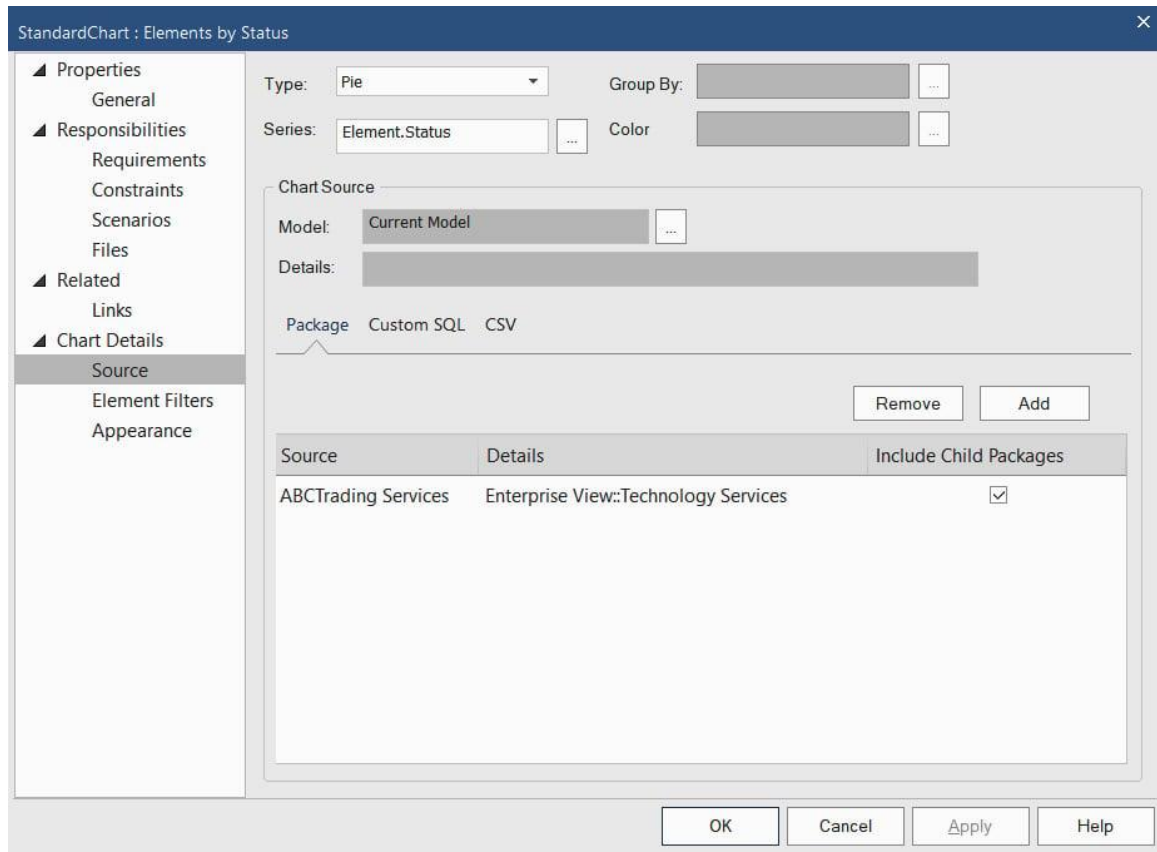 StandardChart : Elements by Status
Properties
General
Responsibilities
Requirements
Constraints
Scenarios
Files
Related
Links
Chart Details
Source
Element Filters
Appearance
Type: Pie Group By: ...
Series: Element.Status ... Color ...
Chart Source
Model: Current Model ...
Details:
Package Custom SQL CSV
Remove Add
Source Details Include Child Packages
ABCTrading Services Enterprise View::Technology Services
OK Cancel Apply Help